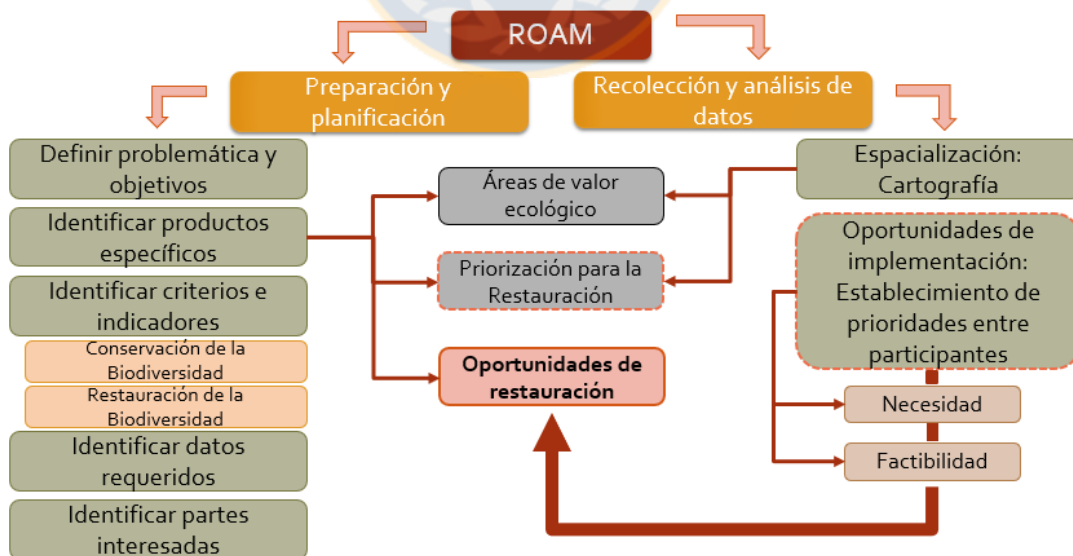 ROAM
Preparación y
planificación
Recolección y análisis de
datos
Definir problemática y
objetivos
Identificar productos
específicos
Identificar criterios e
indicadores
Conservación de la
Biodiversidad
Restauración de la
Biodiversidad
Identificar datos
requeridos
Identificar partes
interesadas
Áreas de valor
ecológico
Priorización para la
Restauración
Oportunidades de
restauración
Espacialización:
Cartografía
Oportunidades de
implementación:
Establecimiento de
prioridades entre
participantes
Necesidad
Factibilidad